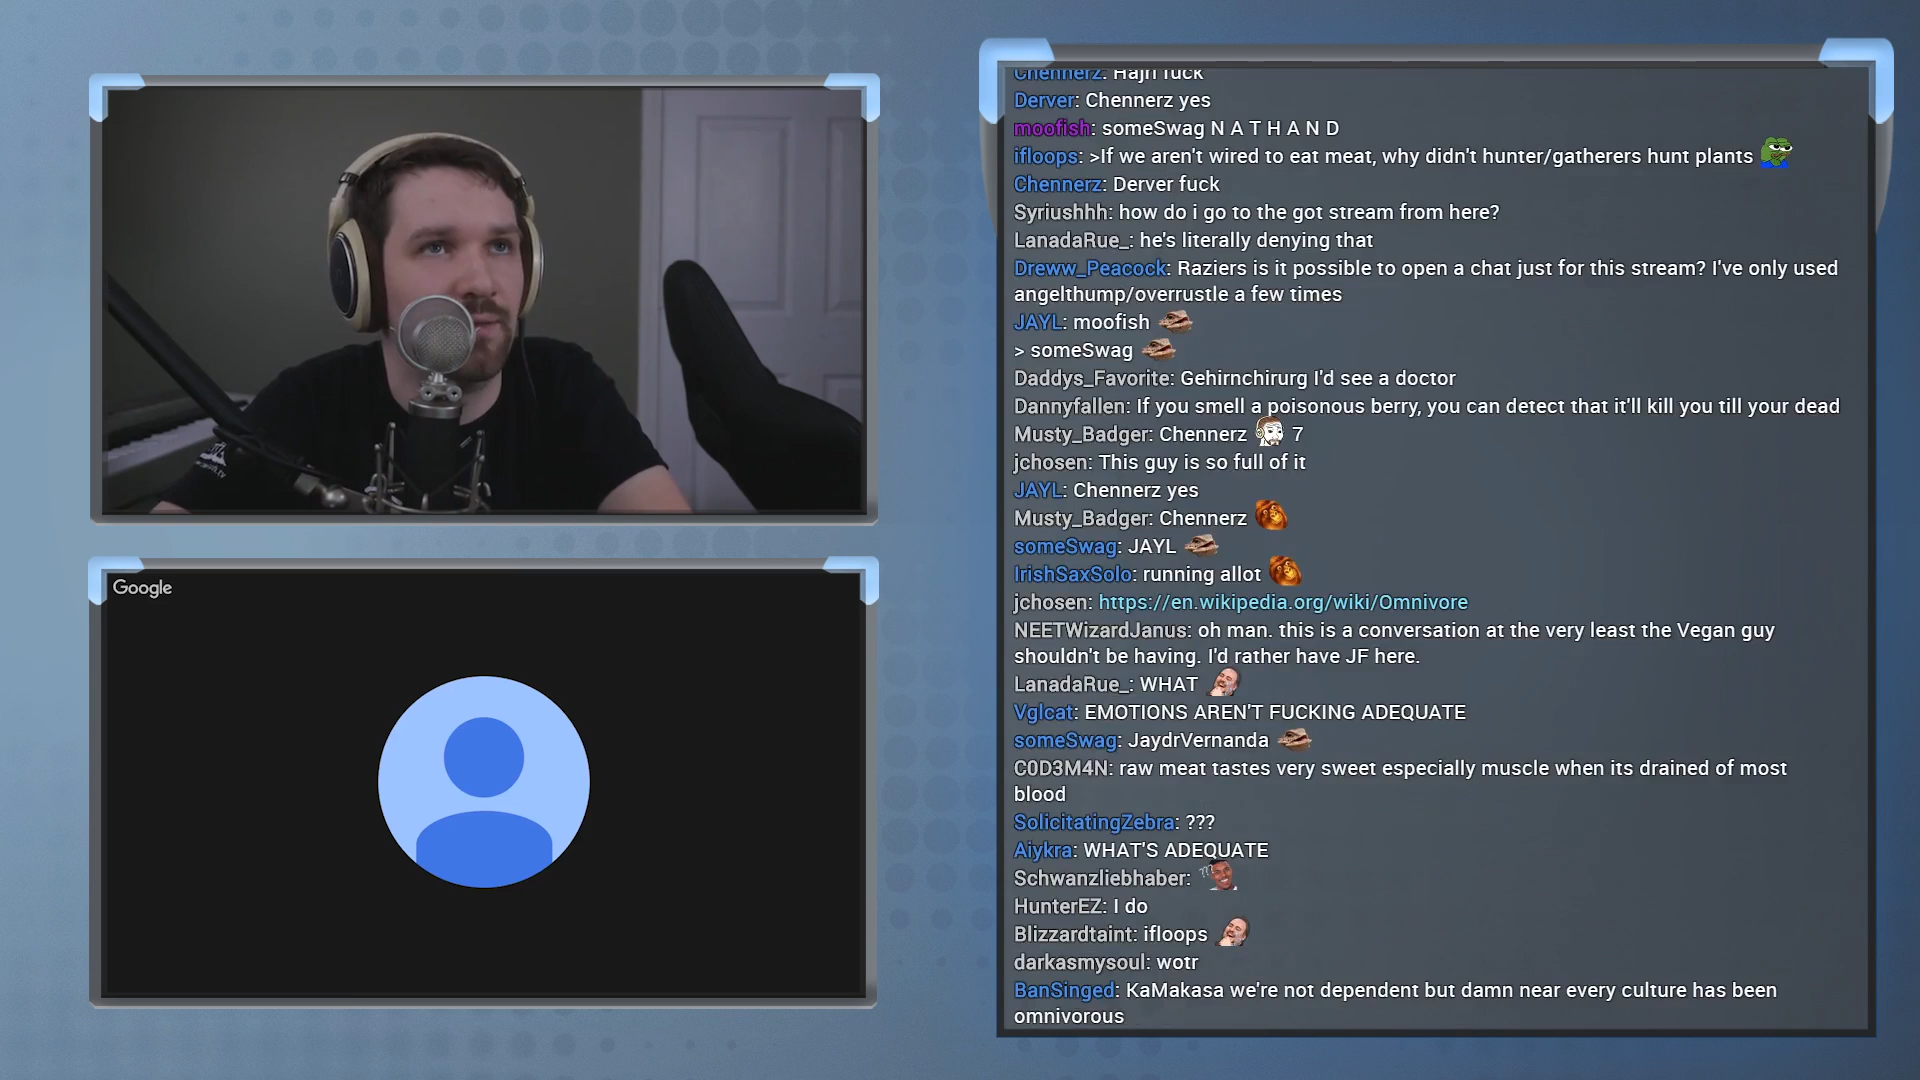 Chennerz: Hajri fuck
Derver: Chennerz yes
moofish: someSwag N A T H A N D
ifloops: >If we aren't wired to eat meat, why didn't hunter/gatherers hunt plants
Chennerz: Derver fuck
Syriushhh: how do i go to the got stream from here?
LanadaRue_: he's literally denying that
Dreww_Peacock: Raziers is it possible to open a chat just for this stream? I've only used
angelthump/overrustle a few times
JAYL: moofish
> someSwag
Daddys_Favorite: Gehirnchirurg I'd see a doctor
Dannyfallen: If you smell a poisonous berry, you can detect that it'll kill you till your dead
Musty_Badger: Chennerz 7
jchosen: This guy is so full of it
JAYL: Chennerz yes
Musty_Badger: Chennerz
someSwag: JAYL
IrishSaxSolo: running allot
jchosen: https://en.wikipedia.org/wiki/Omnivore
NEETWizardJanus: oh man. this is a conversation at the very least the Vegan guy
shouldn't be having. I'd rather have JF here.
LanadaRue_: WHAT
Vglcat: EMOTIONS AREN'T FUCKING ADEQUATE
someSwag: JaydrVernanda
C0D3M4N: raw meat tastes very sweet especially muscle when its drained of most
blood
SolicitatingZebra: ???
Aiykra: WHAT'S ADEQUATE
Schwanzliebhaber:
HunterEZ: I do
Blizzardtaint: ifloops
darkasmysoul: wotr
BanSinged: KaMakasa we're not dependent but damn near every culture has been
omnivorous
Google